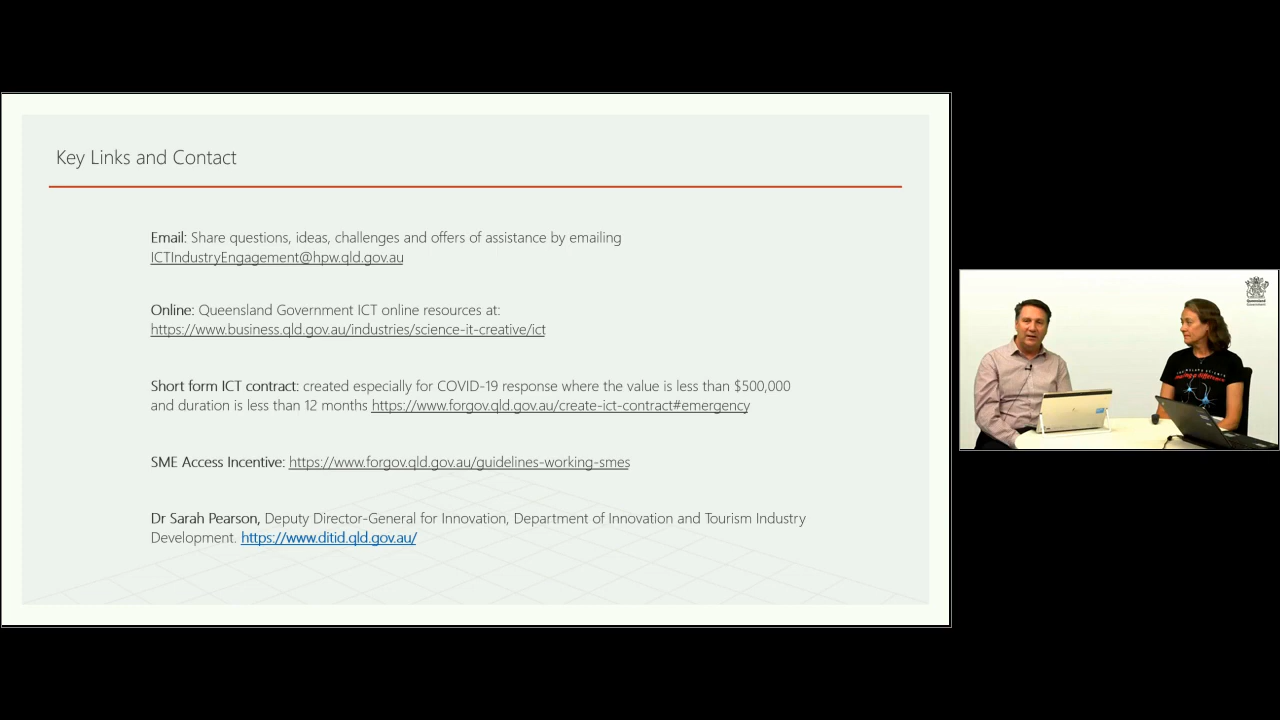 Key Links and Contact
Email: Share questions, ideas, challenges and offers of assistance by emailing
ICTIndustryEngagement@hpw.qld.gov.au
Online: Queensland Government ICT online resources at:
https://www.business.qld.gov.au/industries/science-it-creative/ict
Short form ICT contract: created especially for COVID-19 response where the value is less than $500,000
and duration is less than 12 months https://www.forgov.qld.gov.au/create-ict-contract#emergency
SME Access Incentive: https://www.forgov.qld.gov.au/guidelines-working-smes
Dr Sarah Pearson, Deputy Director-General for Innovation, Department of Innovation and Tourism Industry
Development. https://www.ditid.qld.gov.au/
Queensland
Government